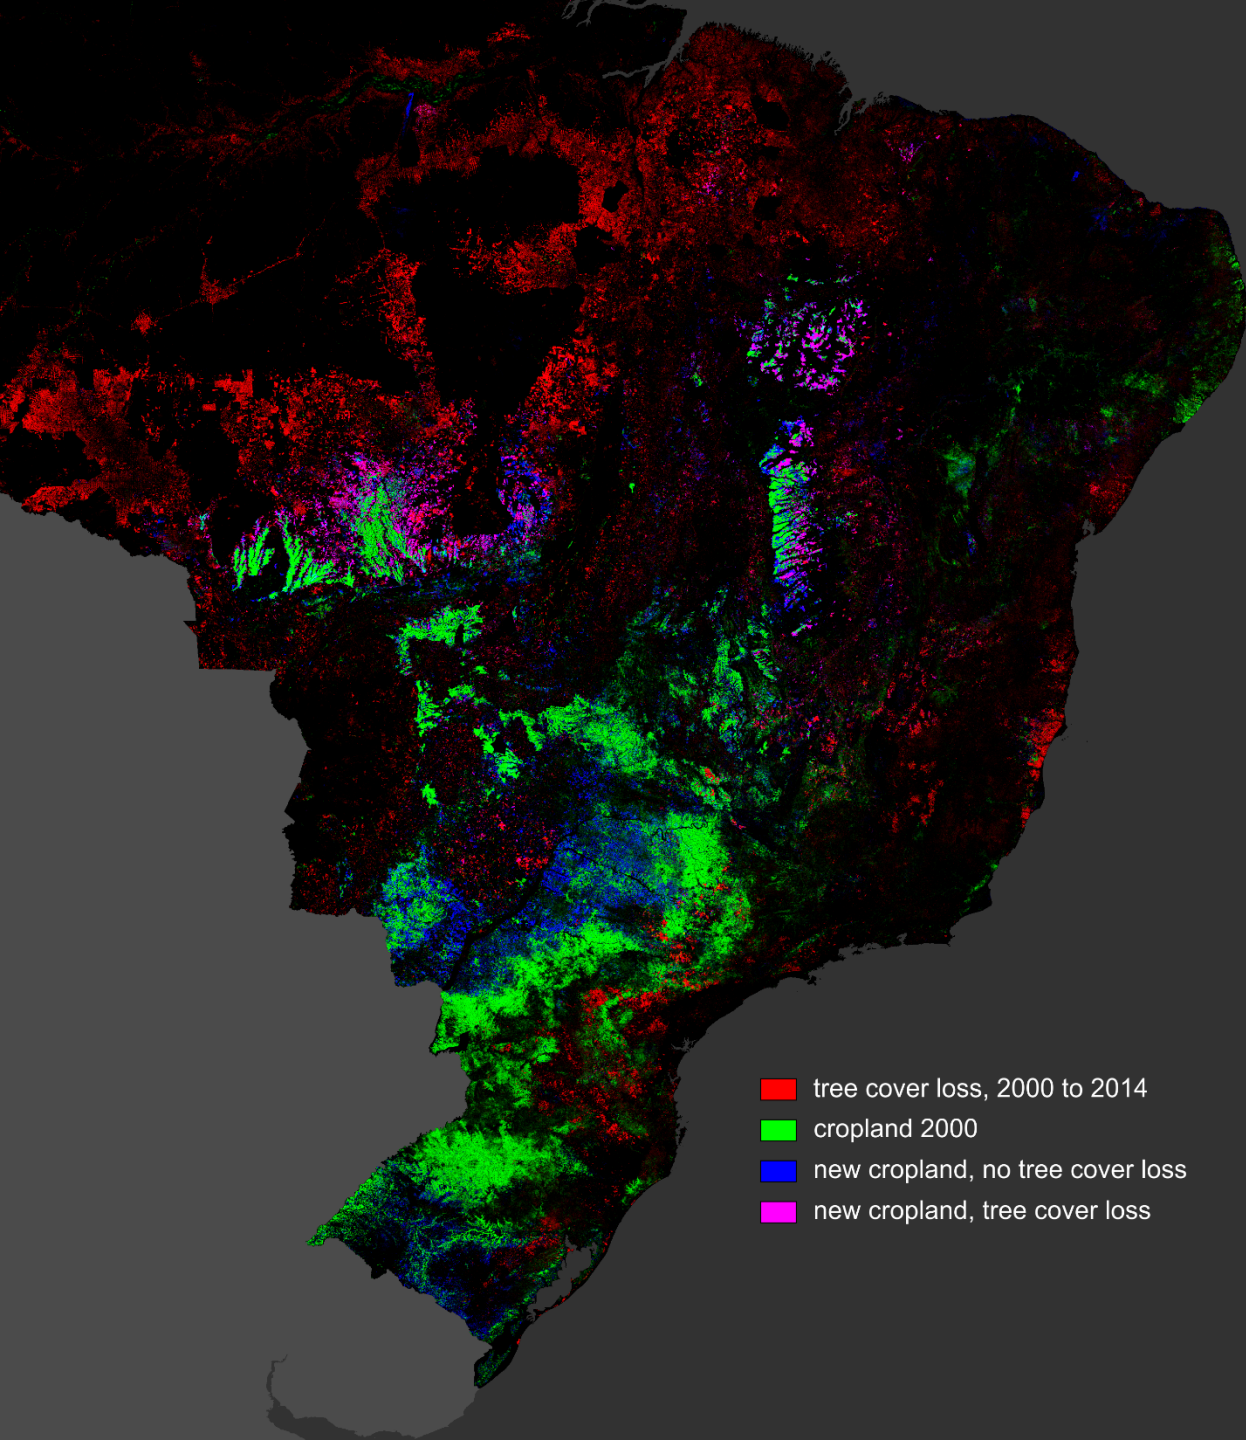 tree cover loss, 2000 to 2014
cropland 2000
new cropland, no tree cover loss
new cropland, tree cover loss